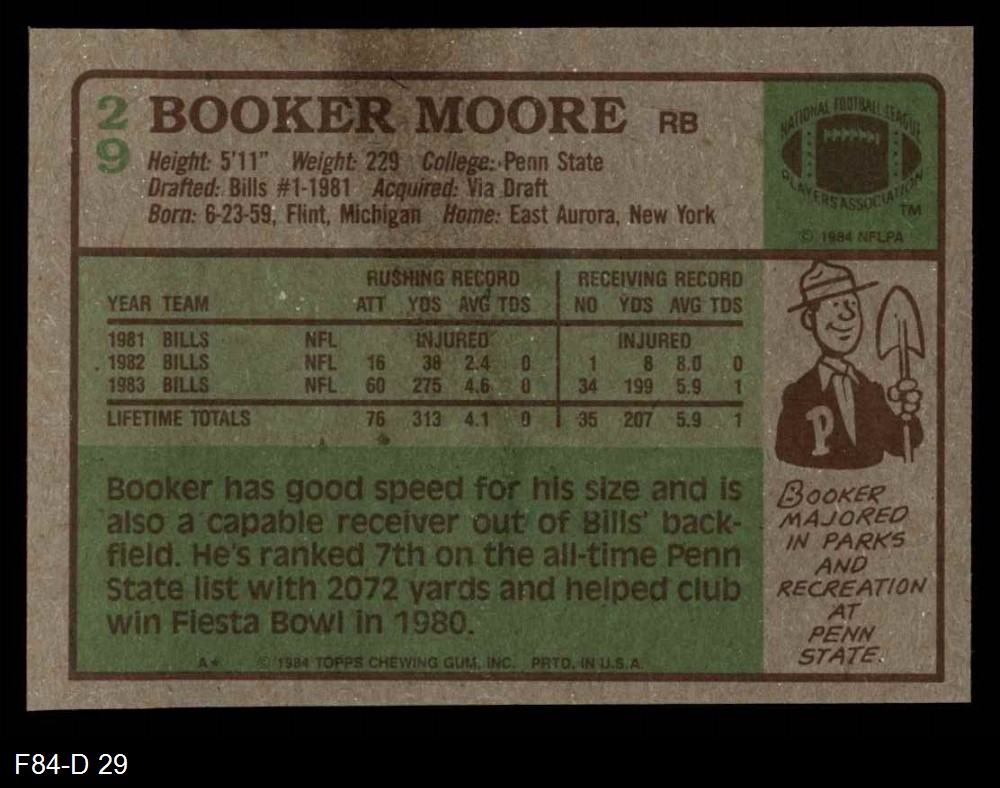 29 BOOKER MOORE RB
Height: 5'11" Weight: 229 College: Penn State
Drafted: Bills #1-1981 Acquired: Via Draft
Born: 6-23-59, Flint, Michigan Home: East Aurora, New York
NATIONAL FOOTBALL LEAGUE
PLAYERS ASSOCIATION
TM
© 1984 NFLPA
RUSHING RECORD RECEIVING RECORD
YEAR TEAM ATT YDS AVG TDS NO YDS AVG TDS
1981 BILLS NFL INJURED INJURED
1982 BILLS NFL 16 38 2.4 0 1 8 8.0 0
1983 BILLS NFL 60 275 4.6 0 34 199 5.9 1
LIFETIME TOTALS 76 313 4.1 0 35 207 5.9 1
Booker has good speed for his size and is
also a capable receiver out of Bills' back-
field. He's ranked 7th on the all-time Penn
State list with 2072 yards and helped club
win Fiesta Bowl in 1980.
A* © 1984 TOPPS CHEWING GUM, INC. PRTD. IN U.S.A.
P
BOOKER
MAJORED
IN PARKS
AND
RECREATION
AT
PENN
STATE.
F84-D 29